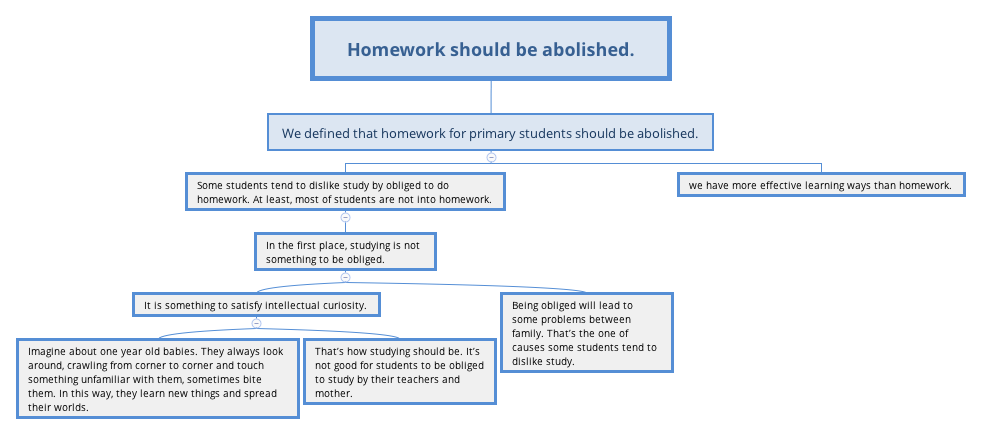 Homework should be abolished.
We defined that homework for primary students should be abolished.
Some students tend to dislike study by obliged to do
homework. At least, most of students are not into homework.
we have more effective learning ways than homework.
In the first place, studying is not
something to be obliged.
It is something to satisfy intellectual curiosity.
Being obliged will lead to
some problems between
family. That's the one of
causes some students tend to
dislike study.
Imagine about one year old babies. They always look
around, crawling from corner to corner and touch
something unfamiliar with them, sometimes bite
them. In this way, they learn new things and spread
their worlds.
That's how studying should be. It's
not good for students to be obliged
to study by their teachers and
mother.